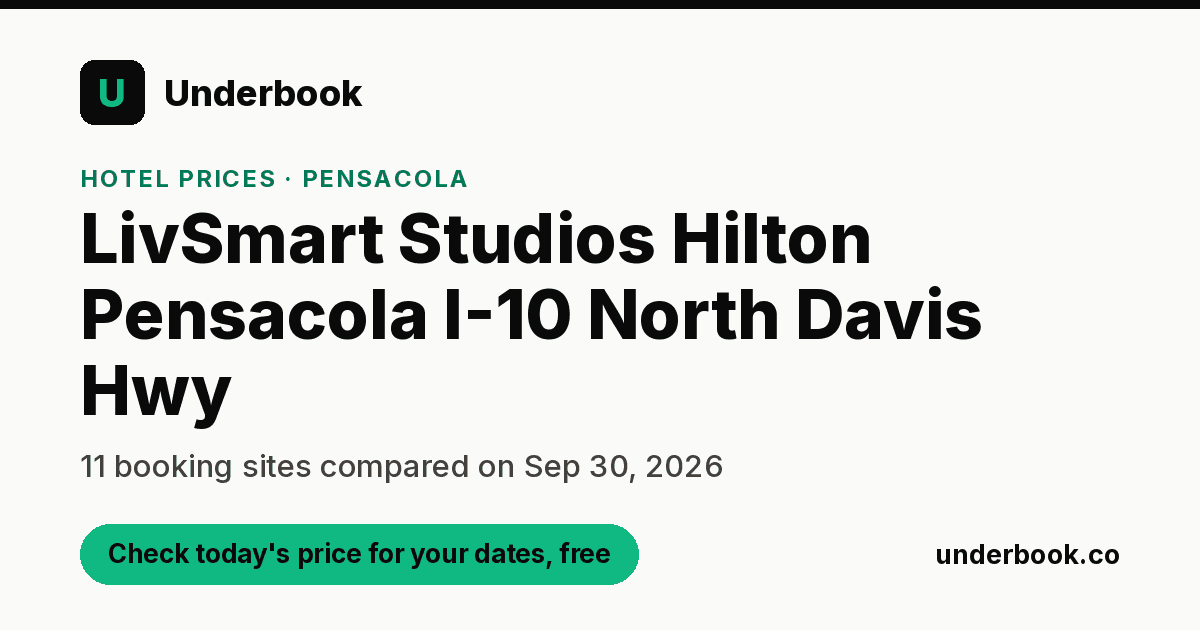 U Underbook
HOTEL PRICES · PENSACOLA
LivSmart Studios Hilton
Pensacola I-10 North Davis
Hwy
11 booking sites compared on Sep 30, 2026
Check today's price for your dates, free
underbook.co